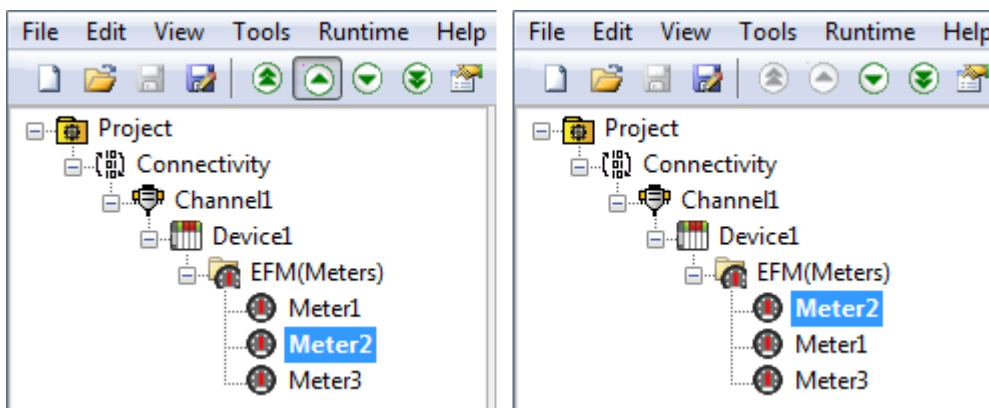 File Edit View Tools Runtime Help
Project
Connectivity
Channel1
Device1
EFM(Meters)
Meter1
Meter2
Meter3
File Edit View Tools Runtime Help
Project
Connectivity
Channel1
Device1
EFM(Meters)
Meter2
Meter1
Meter3